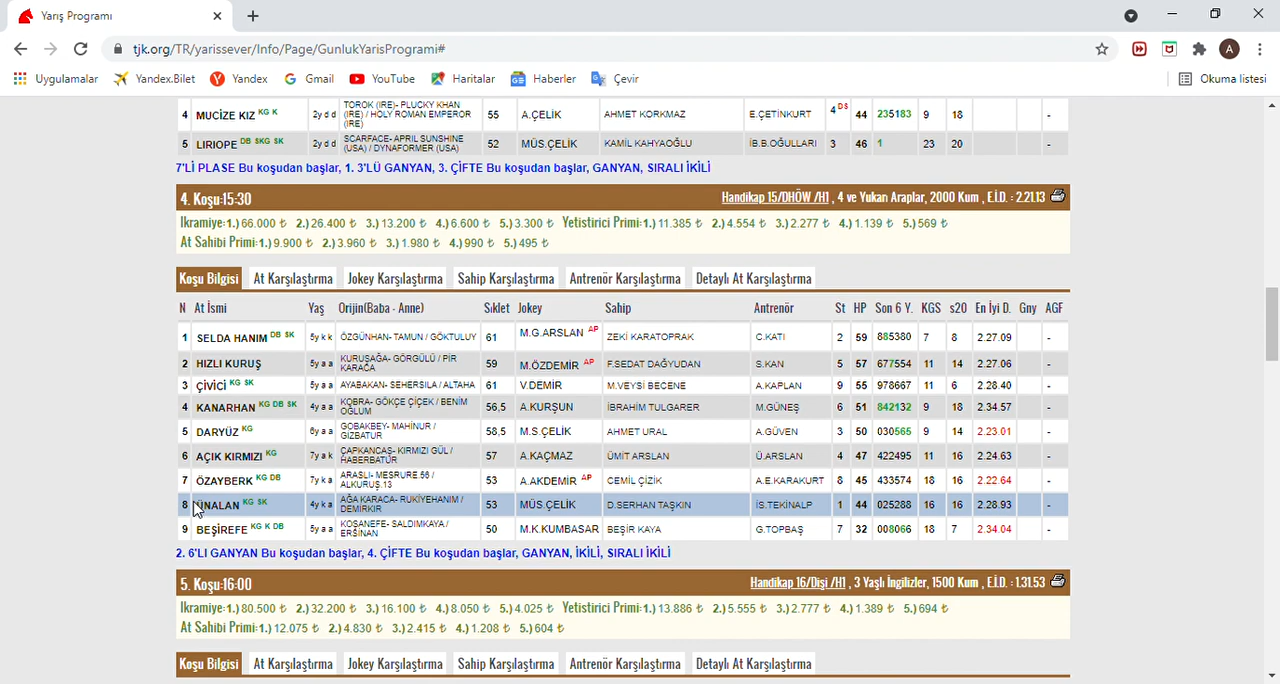 Yarış Programı
tjk.org/TR/yarissever/Info/Page/GunlukYarisProgrami#
A
Uygulamalar Yandex.Bilet Yandex Gmail YouTube Haritalar Haberler Çevir Okuma listesi
4 MUCİZE KIZ KG K 2y d d TOROK (IRE)- PLUCKY KHAN (IRE) / HOLY ROMAN EMPEROR (IRE) 55 A.ÇELİK AHMET KORKMAZ E.ÇETİNKURT 4 DS 44 235183 9 18 -
5 LIRIOPE DB SKG SK 2y d d SCARFACE- APRIL SUNSHINE (USA) / DYNAFORMER (USA) 52 MÜS.ÇELİK KAMİL KAHYAOĞLU İB.B.OĞULLARI 3 46 1 23 20 -
7'Lİ PLASE Bu koşudan başlar, 1. 3'LÜ GANYAN, 3. ÇİFTE Bu koşudan başlar, GANYAN, SIRALI İKİLİ
4. Koşu:15:30 Handikap 15/DHÖW /H1 , 4 ve Yukarı Araplar, 2000 Kum , E.İ.D. : 2.21.13
İkramiye:1.) 66.000 ₺ 2.) 26.400 ₺ 3.) 13.200 ₺ 4.) 6.600 ₺ 5.) 3.300 ₺ Yetiştirici Primi:1.) 11.385 ₺ 2.) 4.554 ₺ 3.) 2.277 ₺ 4.) 1.139 ₺ 5.) 569 ₺
At Sahibi Primi:1.) 9.900 ₺ 2.) 3.960 ₺ 3.) 1.980 ₺ 4.) 990 ₺ 5.) 495 ₺
Koşu Bilgisi At Karşılaştırma Jokey Karşılaştırma Sahip Karşılaştırma Antrenör Karşılaştırma Detaylı At Karşılaştırma
N At İsmi Yaş Orijin(Baba - Anne) Sıklet Jokey Sahip Antrenör St HP Son 6 Y. KGS s20 En İyi D. Gny AGF
1 SELDA HANIM DB SK 5y k k ÖZGÜNHAN- TAMUN / GÖKTULUY 61 M.G.ARSLAN AP ZEKİ KARATOPRAK C.KATI 2 59 885380 7 8 2.27.09 -
2 HIZLI KURUŞ 5y a a KURUŞAĞA- GÖRGÜLÜ / PİR KARACA 59 M.ÖZDEMİR AP F.SEDAT DAĞYUDAN S.KAN 5 57 677554 11 14 2.27.06 -
3 ÇİVİCİ KG SK 5y a a AYABAKAN- SEHERSILA / ALTAHA 61 V.DEMİR M.VEYSİ BECENE A.KAPLAN 9 55 978667 11 6 2.28.40 -
4 KANARHAN KG DB SK 4y a a KOBRA- GÖKÇE ÇİÇEK / BENİM OĞLUM 56,5 A.KURŞUN İBRAHİM TULGARER M.GÜNEŞ 6 51 842132 9 18 2.34.57 -
5 DARYÜZ KG 6y a a GOBAKBEY- MAHİNUR / GIZBATUR 58,5 M.S.ÇELİK AHMET URAL A.GÜVEN 3 50 030565 9 14 2.23.01 -
6 AÇIK KIRMIZI KG 7y a k ÇAPKANCAŞ- KIRMIZI GÜL / HABERBATUR 57 A.KAÇMAZ ÜMİT ARSLAN Ü.ARSLAN 4 47 422495 11 16 2.24.63 -
7 ÖZAYBERK KG DB 7y k a ARASLI- MESRURE.56 / ALKURUŞ.13 53 A.AKDEMİR AP CEMİL ÇİZİK A.E.KARAKURT 8 45 433574 18 16 2.22.64 -
8 ÜNALAN KG SK 4y k a AĞA KARACA- RUKİYEHANIM / DEMİRKIR 53 MÜS.ÇELİK D.SERHAN TAŞKIN İS.TEKİNALP 1 44 025288 16 16 2.28.93 -
9 BEŞİREFE KG K DB 5y a a KOŞANEFE- SALDIMKAYA / ERSİNAN 50 M.K.KUMBASAR BEŞİR KAYA G.TOPBAŞ 7 32 008066 18 7 2.34.04 -
2. 6'LI GANYAN Bu koşudan başlar, 4. ÇİFTE Bu koşudan başlar, GANYAN, İKİLİ, SIRALI İKİLİ
5. Koşu:16:00 Handikap 16/Dişi /H1 , 3 Yaşlı İngilizler, 1500 Kum , E.İ.D. : 1.31.53
İkramiye:1.) 80.500 ₺ 2.) 32.200 ₺ 3.) 16.100 ₺ 4.) 8.050 ₺ 5.) 4.025 ₺ Yetiştirici Primi:1.) 13.886 ₺ 2.) 5.555 ₺ 3.) 2.777 ₺ 4.) 1.389 ₺ 5.) 694 ₺
At Sahibi Primi:1.) 12.075 ₺ 2.) 4.830 ₺ 3.) 2.415 ₺ 4.) 1.208 ₺ 5.) 604 ₺
Koşu Bilgisi At Karşılaştırma Jokey Karşılaştırma Sahip Karşılaştırma Antrenör Karşılaştırma Detaylı At Karşılaştırma